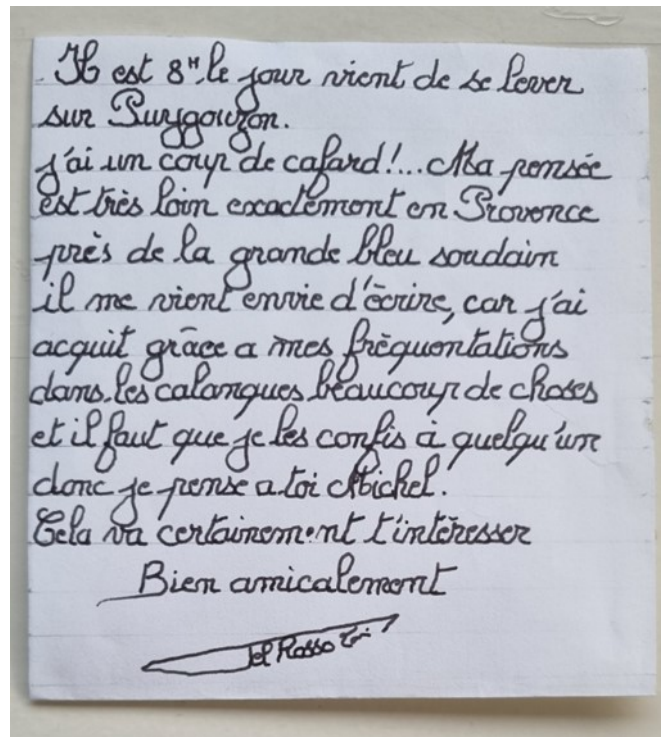 Il est 8ᴴ. le jour vient de se lever
sur Puygouzon.
j'ai un coup de cafard!... Ma pensée
est très loin exactement en Provence
près de la grande bleu soudain
il me vient envie d'écrire, car j'ai
acquit grâce a mes fréquentations
dans les calanques beaucoup de choses
et il faut que je les confis à quelqu'un
donc je pense a toi Michel.
Cela va certainement t'intéresser
Bien amicalement
el Rosso